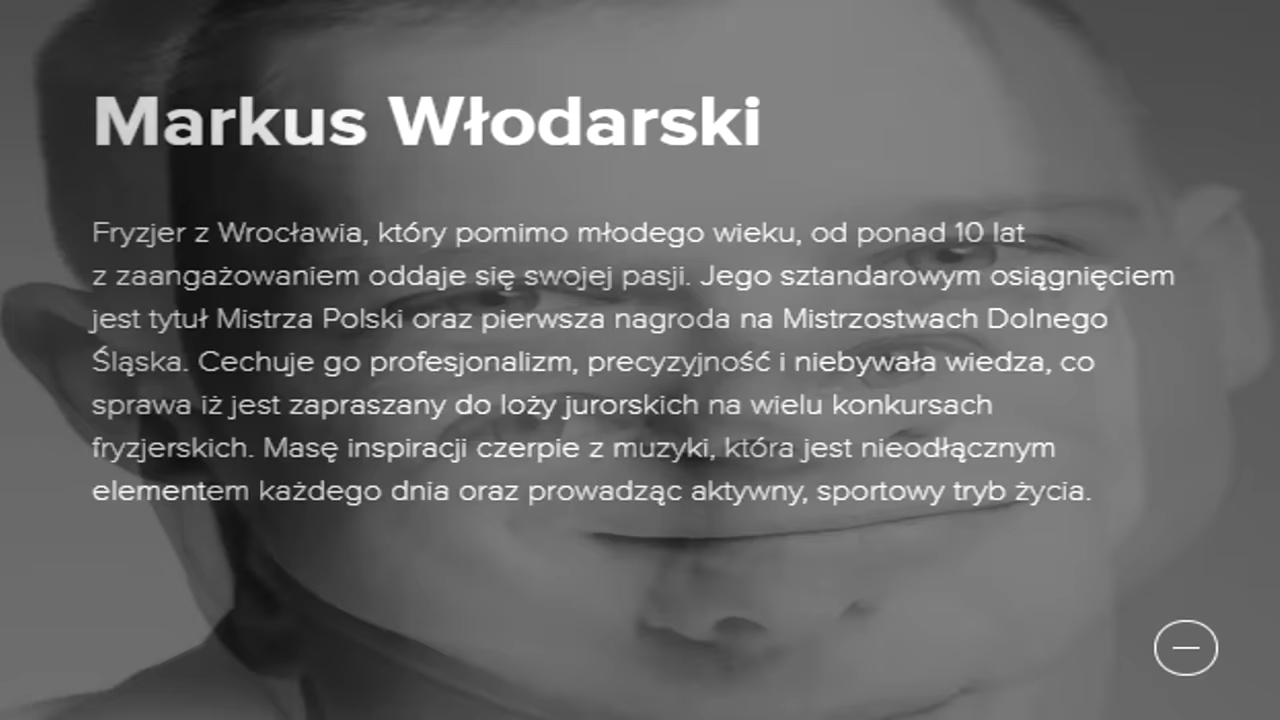 Markus Włodarski
Fryzjer z Wrocławia, który pomimo młodego wieku, od ponad 10 lat
z zaangażowaniem oddaje się swojej pasji. Jego sztandarowym osiągnięciem
jest tytuł Mistrza Polski oraz pierwsza nagroda na Mistrzostwach Dolnego
Śląska. Cechuje go profesjonalizm, precyzyjność i niebywała wiedza, co
sprawa iż jest zapraszany do loży jurorskich na wielu konkursach
fryzjerskich. Masę inspiracji czerpie z muzyki, która jest nieodłącznym
elementem każdego dnia oraz prowadząc aktywny, sportowy tryb życia.